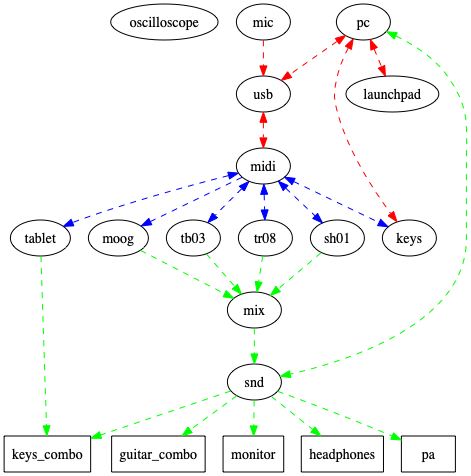 oscilloscope mic pc
usb launchpad
midi
tablet moog tb03 tr08 sh01 keys
mix
snd
keys_combo guitar_combo monitor headphones pa